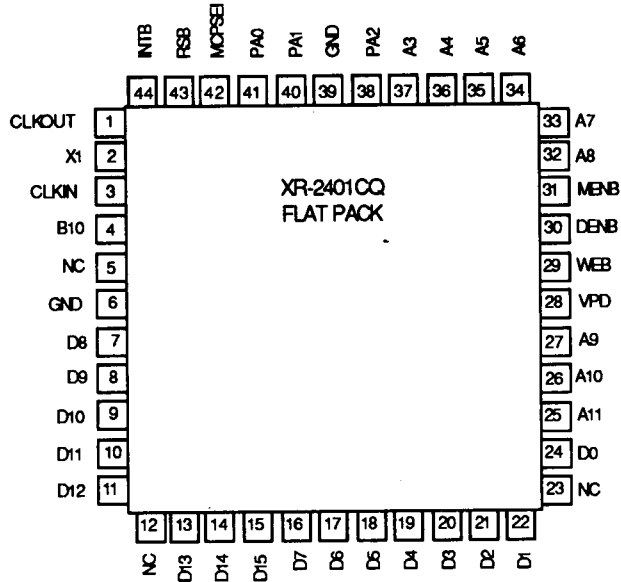 INTB RSB MCPSEl PA0 PA1 GND PA2 A3 A4 A5 A6
44 43 42 41 40 39 38 37 36 35 34
CLKOUT 1
X1 2
CLKIN 3
B10 4
NC 5
GND 6
D8 7
D9 8
D10 9
D11 10
D12 11
XR-2401CQ
FLAT PACK
33 A7
32 A8
31 MENB
30 DENB
29 WEB
28 VPD
27 A9
26 A10
25 A11
24 D0
23 NC
12 13 14 15 16 17 18 19 20 21 22
NC D13 D14 D15 D7 D6 D5 D4 D3 D2 D1